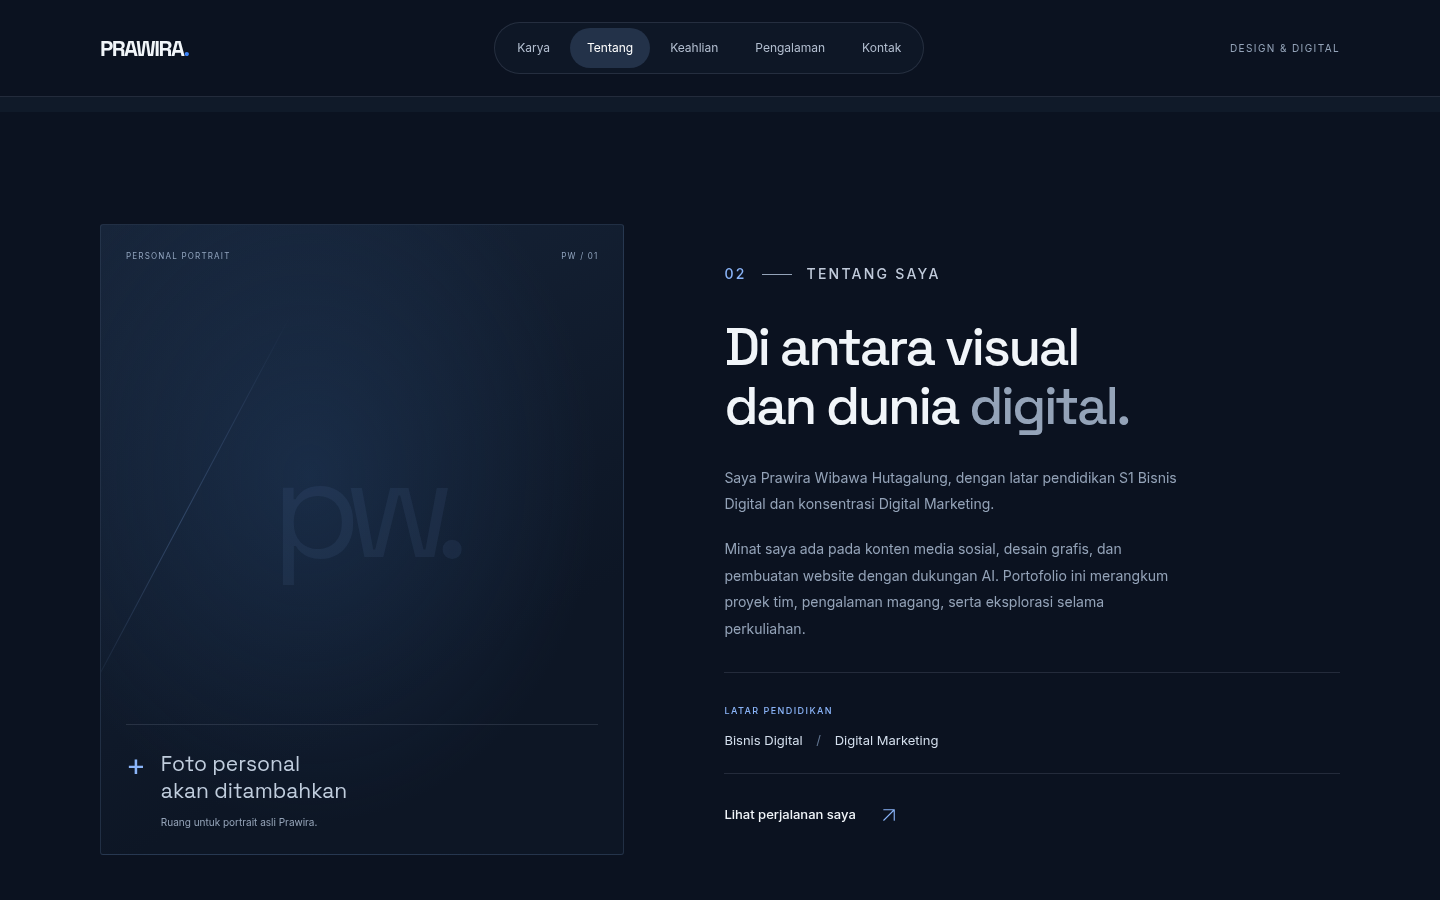 PRAWIRA.
Karya
Tentang
Keahlian
Pengalaman
Kontak
DESIGN & DIGITAL
PERSONAL PORTRAIT
PW / 01
pw.
+
Foto personal
akan ditambahkan
Ruang untuk portrait asli Prawira.
02 — TENTANG SAYA
Di antara visual
dan dunia digital.
Saya Prawira Wibawa Hutagalung, dengan latar pendidikan S1 Bisnis
Digital dan konsentrasi Digital Marketing.
Minat saya ada pada konten media sosial, desain grafis, dan
pembuatan website dengan dukungan AI. Portofolio ini merangkum
proyek tim, pengalaman magang, serta eksplorasi selama
perkuliahan.
LATAR PENDIDIKAN
Bisnis Digital / Digital Marketing
Lihat perjalanan saya